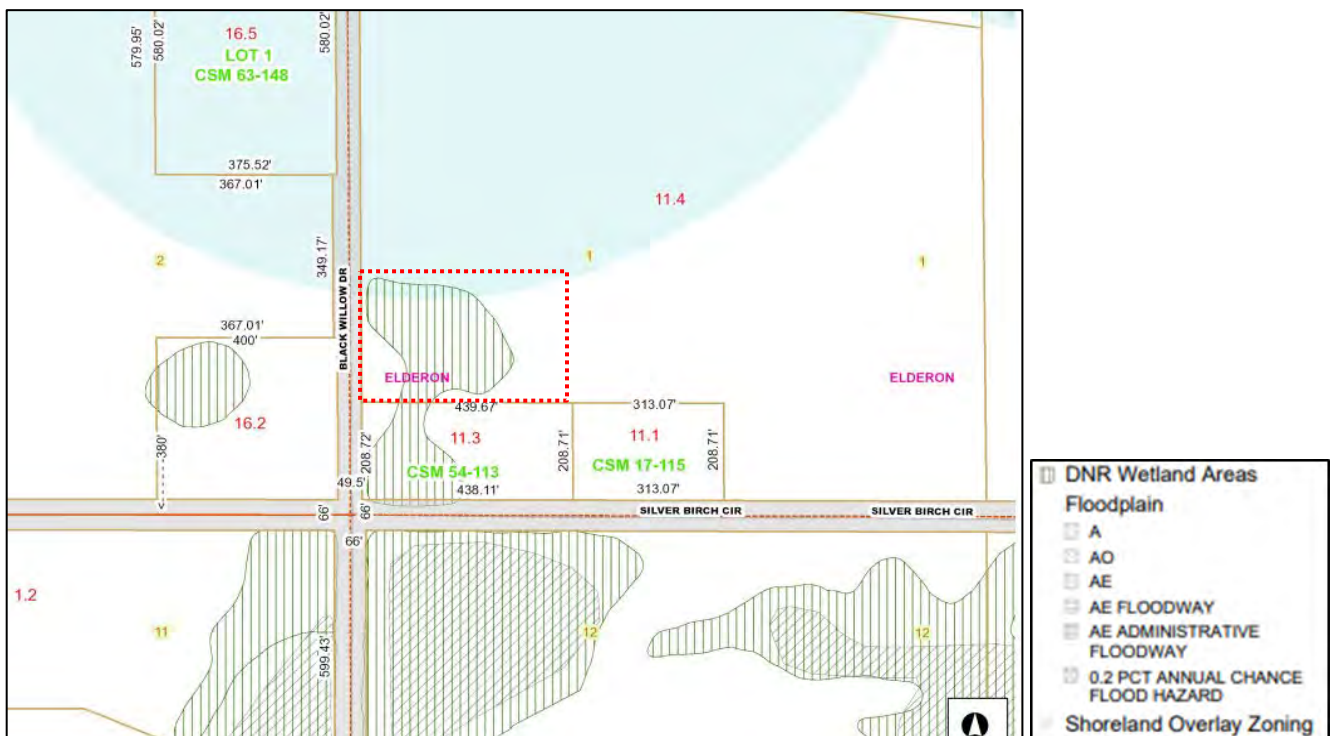 579.95'
580.02'
16.5
LOT 1
CSM 63-148
580.02'
375.52'
367.01'
11.4
2
349.17'
1
1
BLACK WILLOW DR
367.01'
400'
ELDERON
ELDERON
16.2
380'
439.67'
313.07'
208.72'
11.3
208.71'
11.1
208.71'
CSM 54-113
CSM 17-115
49.5'
438.11'
313.07'
66'
66'
SILVER BIRCH CIR
SILVER BIRCH CIR
66'
1.2
11
599.43'
12
12
DNR Wetland Areas
Floodplain
A
AO
AE
AE FLOODWAY
AE ADMINISTRATIVE
FLOODWAY
0.2 PCT ANNUAL CHANCE
FLOOD HAZARD
Shoreland Overlay Zoning